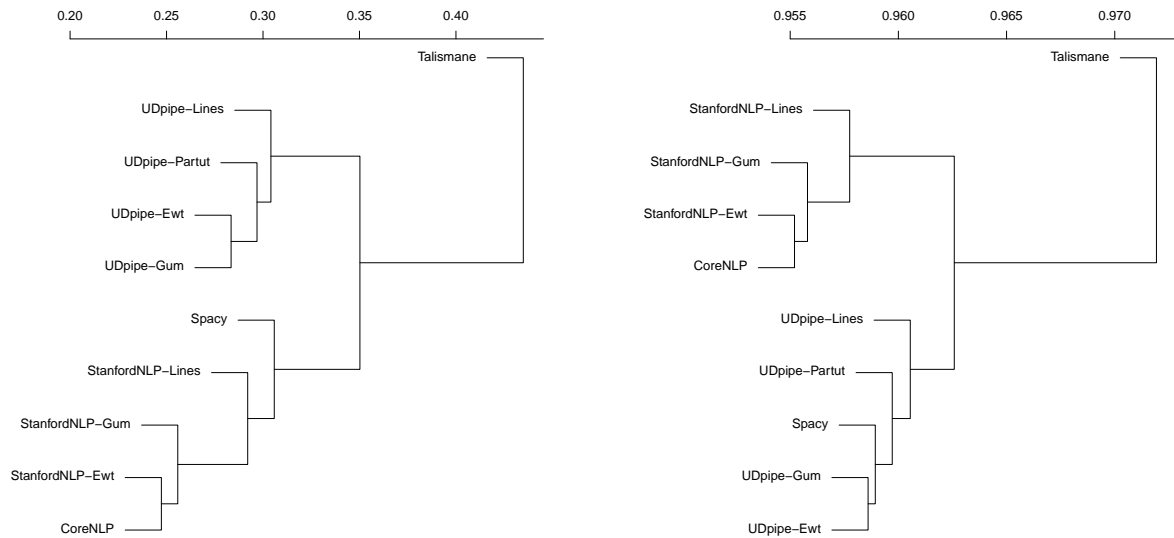 0.20 0.25 0.30 0.35 0.40
Talismane
UDpipe−Lines
UDpipe−Partut
UDpipe−Ewt
UDpipe−Gum
Spacy
StanfordNLP−Lines
StanfordNLP−Gum
StanfordNLP−Ewt
CoreNLP
0.955 0.960 0.965 0.970
Talismane
StanfordNLP−Lines
StanfordNLP−Gum
StanfordNLP−Ewt
CoreNLP
UDpipe−Lines
UDpipe−Partut
Spacy
UDpipe−Gum
UDpipe−Ewt